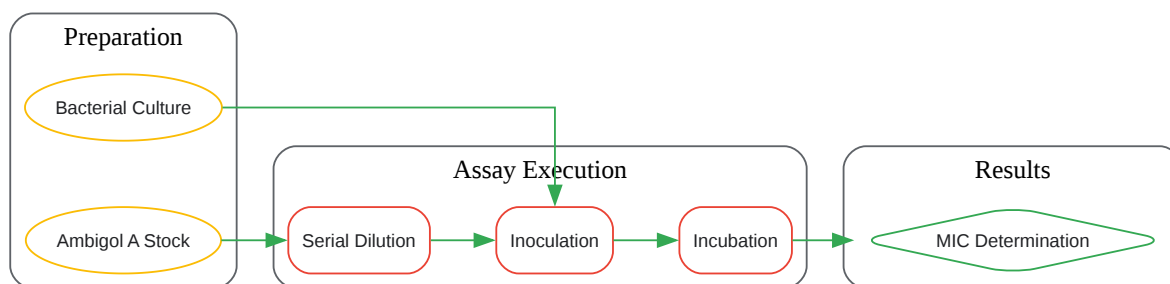 Preparation
Bacterial Culture
Ambigol A Stock
Assay Execution
Serial Dilution
Inoculation
Incubation
Results
MIC Determination